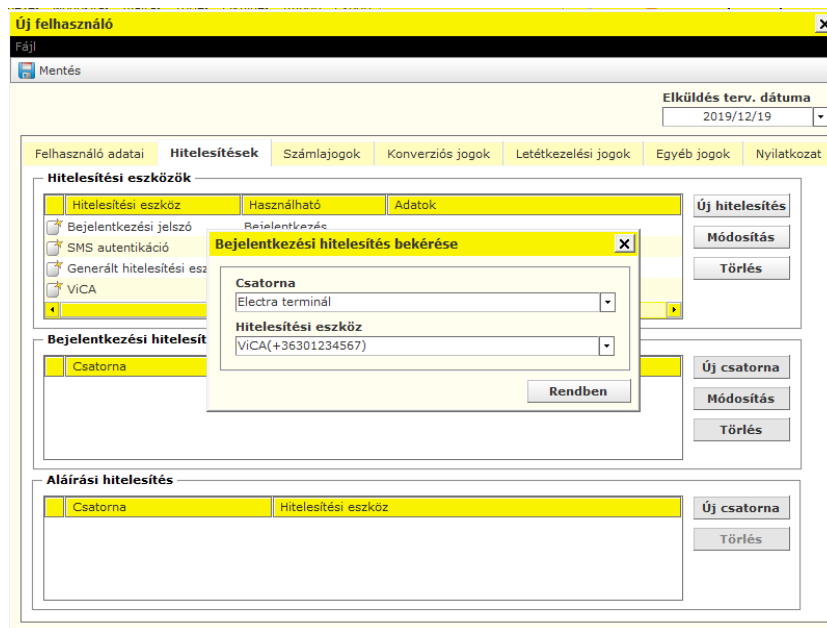 Új felhasználó
Fájl
Mentés
Elküldés terv. dátuma
2019/12/19
Felhasználó adatai Hitelesítések Számlajogok Konverziós jogok Letétkezelési jogok Egyéb jogok Nyilatkozat
Hitelesítési eszközök
Hitelesítési eszköz Használható Adatok
Bejelentkezési jelszó Bejelentkezés
SMS autentikáció
Generált hitelesítési esz
ViCA
Új hitelesítés
Módosítás
Törlés
Bejelentkezési hitelesítés bekérése
Csatorna
Electra terminál
Hitelesítési eszköz
ViCA(+36301234567)
Rendben
Bejelentkezési hitelesít
Csatorna
Új csatorna
Módosítás
Törlés
Aláírási hitelesítés
Csatorna Hitelesítési eszköz
Új csatorna
Törlés